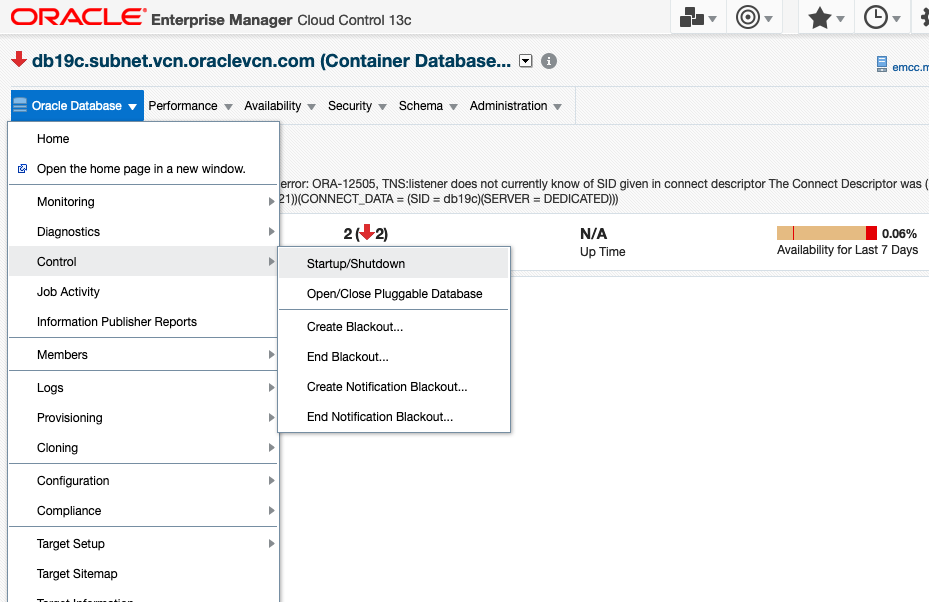 ORACLE® Enterprise Manager Cloud Control 13c
db19c.subnet.vcn.oraclevcn.com (Container Database...
emcc.m
Oracle Database Performance Availability Security Schema Administration
Home
Open the home page in a new window.
error: ORA-12505, TNS:listener does not currently know of SID given in connect descriptor The Connect Descriptor was (
21))(CONNECT_DATA = (SID = db19c)(SERVER = DEDICATED)))
Monitoring
Diagnostics
2 (2)
N/A
Up Time
0.06%
Availability for Last 7 Days
Control
Startup/Shutdown
Open/Close Pluggable Database
Create Blackout...
End Blackout...
Create Notification Blackout...
End Notification Blackout...
Job Activity
Information Publisher Reports
Members
Logs
Provisioning
Cloning
Configuration
Compliance
Target Setup
Target Sitemap
Target Information